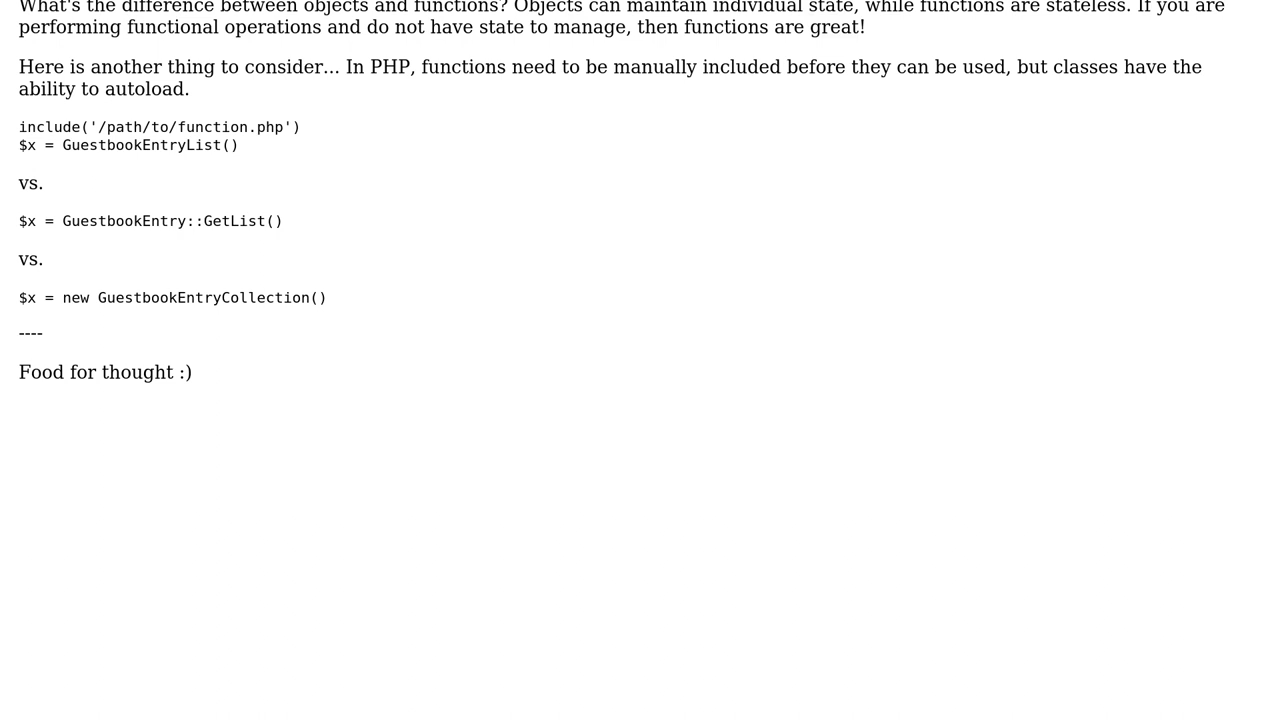 What's the difference between objects and functions? Objects can maintain individual state, while functions are stateless. If you are
performing functional operations and do not have state to manage, then functions are great!
Here is another thing to consider... In PHP, functions need to be manually included before they can be used, but classes have the
ability to autoload.
include('/path/to/function.php')
$x = GuestbookEntryList()
vs.
$x = GuestbookEntry::GetList()
vs.
$x = new GuestbookEntryCollection()
----
Food for thought :)